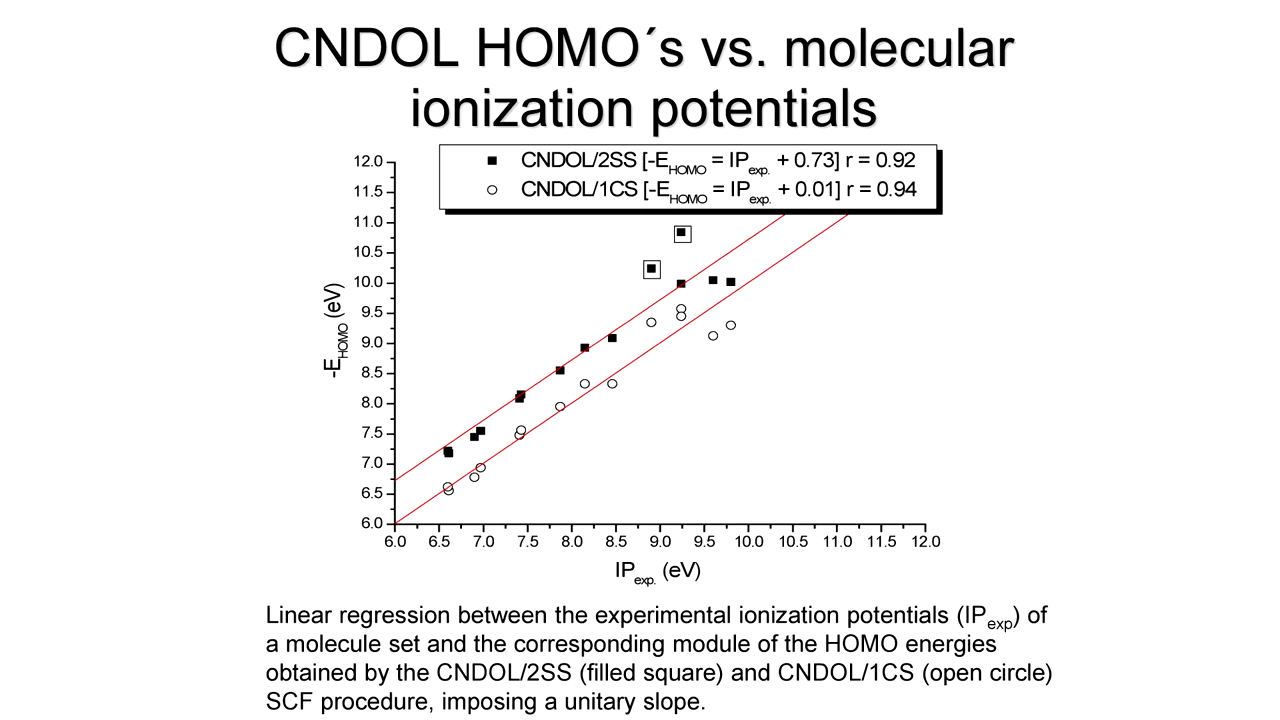 CNDOL HOMO´s vs. molecular
ionization potentials
CNDOL/2SS [-EHOMO = IPexp. + 0.73] r = 0.92
CNDOL/1CS [-EHOMO = IPexp. + 0.01] r = 0.94
12.0
11.5
11.0
10.5
10.0
9.5
9.0
8.5
8.0
7.5
7.0
6.5
6.0
-EHOMO (eV)
6.0 6.5 7.0 7.5 8.0 8.5 9.0 9.5 10.0 10.5 11.0 11.5 12.0
IPexp. (eV)
Linear regression between the experimental ionization potentials (IPexp) of
a molecule set and the corresponding module of the HOMO energies
obtained by the CNDOL/2SS (filled square) and CNDOL/1CS (open circle)
SCF procedure, imposing a unitary slope.